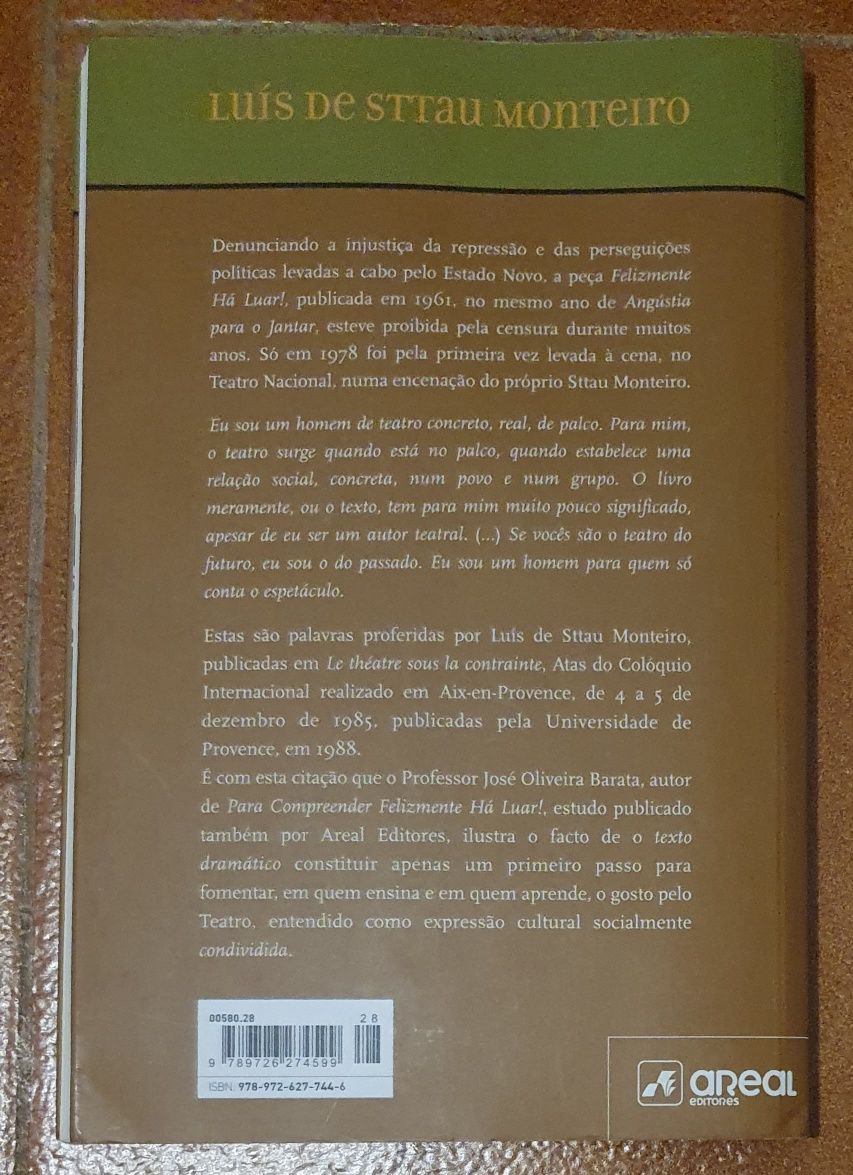 Luís de Sttau Monteiro
Denunciando a injustiça da repressão e das perseguições
políticas levadas a cabo pelo Estado Novo, a peça Felizmente
Há Luar!, publicada em 1961, no mesmo ano de Angústia
para o Jantar, esteve proibida pela censura durante muitos
anos. Só em 1978 foi pela primeira vez levada à cena, no
Teatro Nacional, numa encenação do próprio Sttau Monteiro.
Eu sou um homem de teatro concreto, real, de palco. Para mim,
o teatro surge quando está no palco, quando estabelece uma
relação social, concreta, num povo e num grupo. O livro
meramente, ou o texto, tem para mim muito pouco significado,
apesar de eu ser um autor teatral. (...) Se vocês são o teatro do
futuro, eu sou o do passado. Eu sou um homem para quem só
conta o espetáculo.
Estas são palavras proferidas por Luís de Sttau Monteiro,
publicadas em Le théatre sous la contrainte, Atas do Colóquio
Internacional realizado em Aix-en-Provence, de 4 a 5 de
dezembro de 1985, publicadas pela Universidade de
Provence, em 1988.
É com esta citação que o Professor José Oliveira Barata, autor
de Para Compreender Felizmente Há Luar!, estudo publicado
também por Areal Editores, ilustra o facto de o texto
dramático constituir apenas um primeiro passo para
fomentar, em quem ensina e em quem aprende, o gosto pelo
Teatro, entendido como expressão cultural socialmente
condividida.
00580.28
28
9 789726 274599
ISBN: 978-972-627-744-6
areal
EDITORES